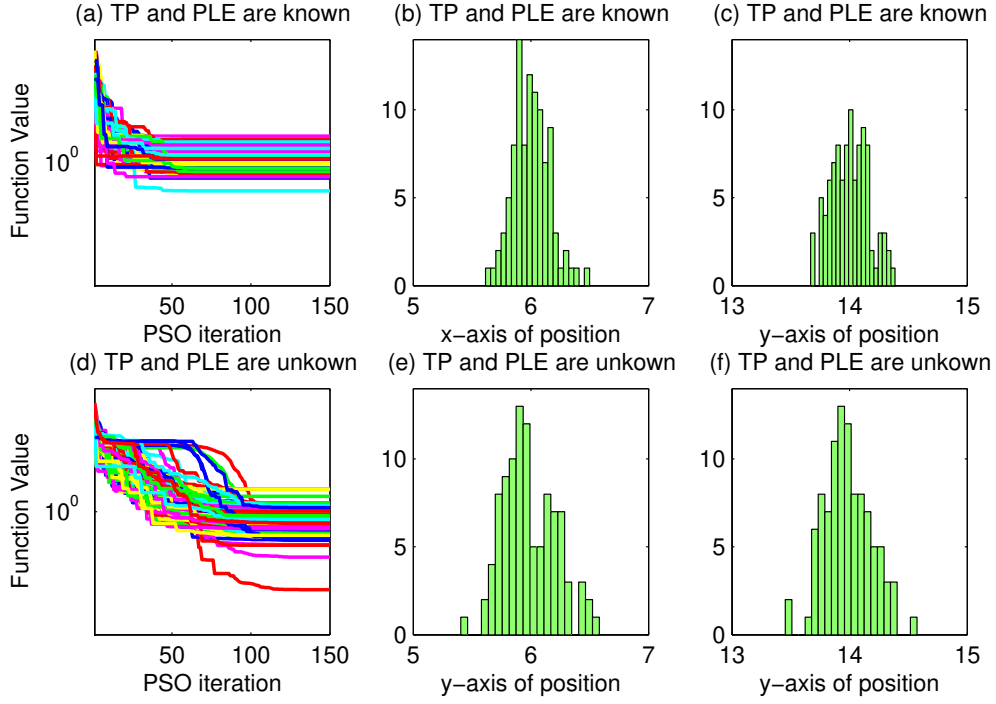 (a) TP and PLE are known
Function Value
10^0
50
100
150
PSO iteration
(b) TP and PLE are known
10
5
0
5
6
7
x-axis of position
(c) TP and PLE are known
10
5
0
13
14
15
y-axis of position
(d) TP and PLE are unkown
Function Value
10^0
50
100
150
PSO iteration
(e) TP and PLE are unkown
10
5
0
5
6
7
y-axis of position
(f) TP and PLE are unkown
10
5
0
13
14
15
y-axis of position